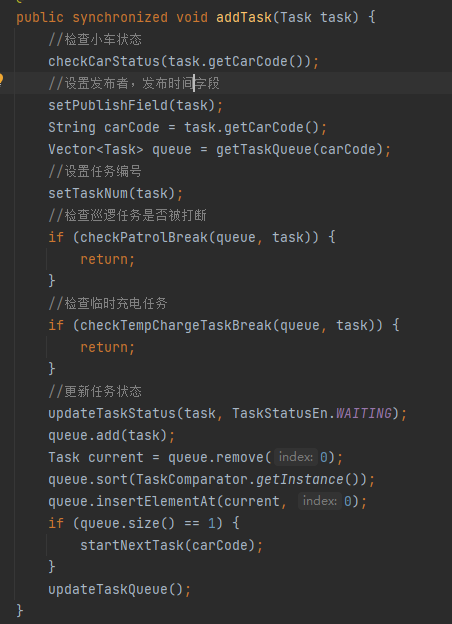 public synchronized void addTask(Task task) {
//检查小车状态
checkCarStatus(task.getCarCode());
//设置发布者，发布时间字段
setPublishField(task);
String carCode = task.getCarCode();
Vector<Task> queue = getTaskQueue(carCode);
//设置任务编号
setTaskNum(task);
//检查巡逻任务是否被打断
if (checkPatrolBreak(queue, task)) {
return;
}
//检查临时充电任务
if (checkTempChargeTaskBreak(queue, task)) {
return;
}
//更新任务状态
updateTaskStatus(task, TaskStatusEn.WAITING);
queue.add(task);
Task current = queue.remove( index: 0);
queue.sort(TaskComparator.getInstance());
queue.insertElementAt(current, index: 0);
if (queue.size() == 1) {
startNextTask(carCode);
}
updateTaskQueue();
}